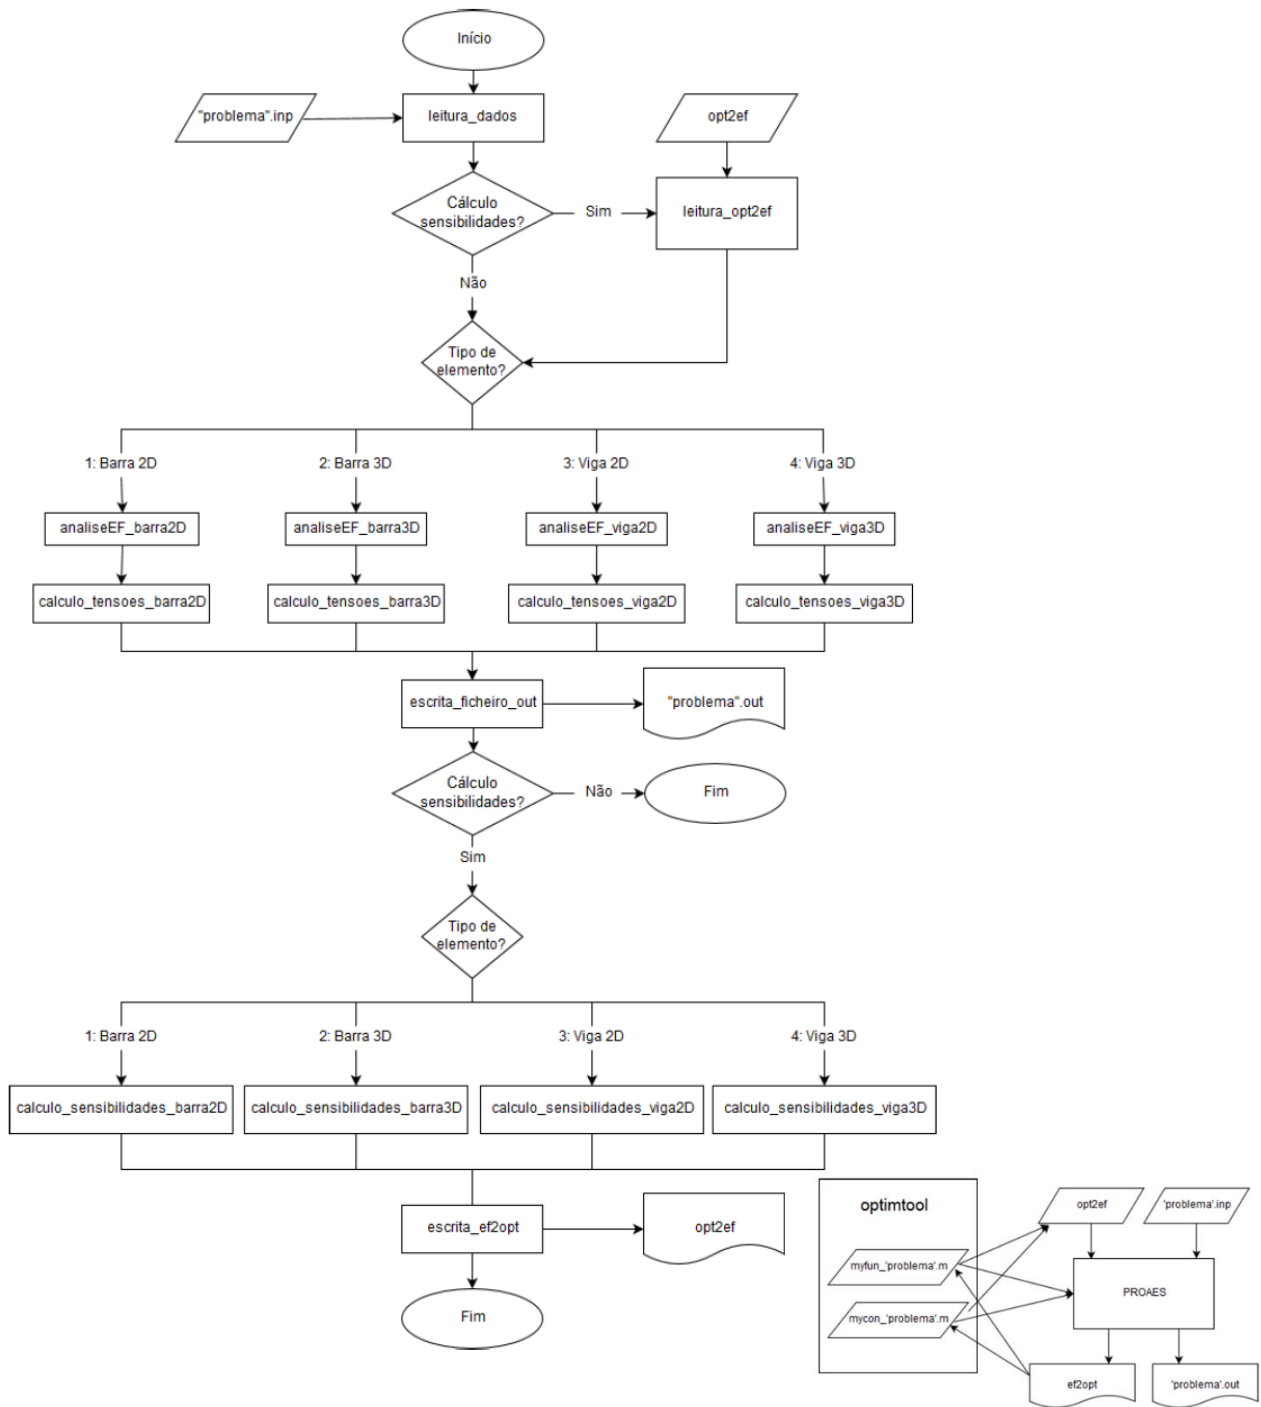 Início
"problema".inp
leitura_dados
opt2ef
Cálculo
sensibilidades?
Sim
leitura_opt2ef
Não
Tipo de
elemento?
1: Barra 2D
2: Barra 3D
3: Viga 2D
4: Viga 3D
analiseEF_barra2D
analiseEF_barra3D
analiseEF_viga2D
analiseEF_viga3D
calculo_tensoes_barra2D
calculo_tensoes_barra3D
calculo_tensoes_viga2D
calculo_tensoes_viga3D
escrita_ficheiro_out
"problema".out
Cálculo
sensibilidades?
Não
Fim
Sim
Tipo de
elemento?
1: Barra 2D
2: Barra 3D
3: Viga 2D
4: Viga 3D
calculo_sensibilidades_barra2D
calculo_sensibilidades_barra3D
calculo_sensibilidades_viga2D
calculo_sensibilidades_viga3D
escrita_ef2opt
opt2ef
Fim
optimtool
myfun_'problema'.m
mycon_'problema'.m
opt2ef
'problema'.inp
PROAES
ef2opt
'problema'.out